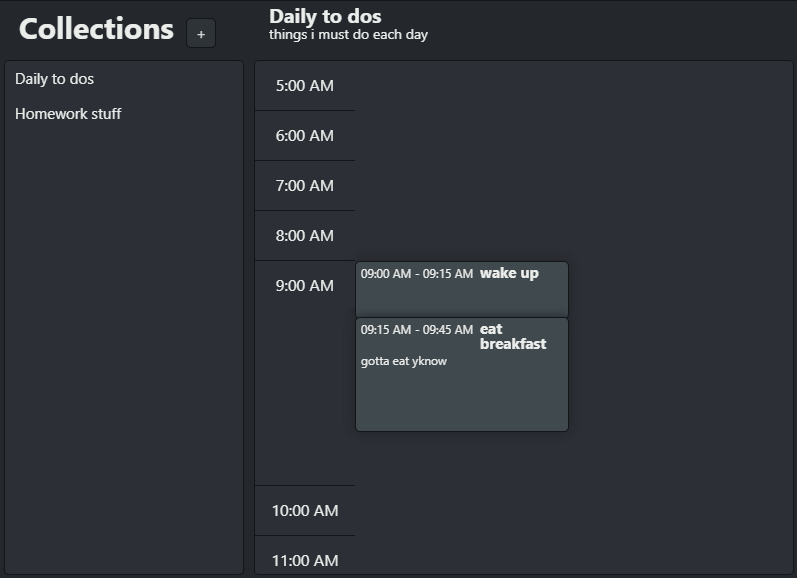 Collections
+
Daily to dos
things i must do each day
Daily to dos
Homework stuff
5:00 AM
6:00 AM
7:00 AM
8:00 AM
9:00 AM
09:00 AM - 09:15 AM wake up
09:15 AM - 09:45 AM eat
breakfast
gotta eat yknow
10:00 AM
11:00 AM